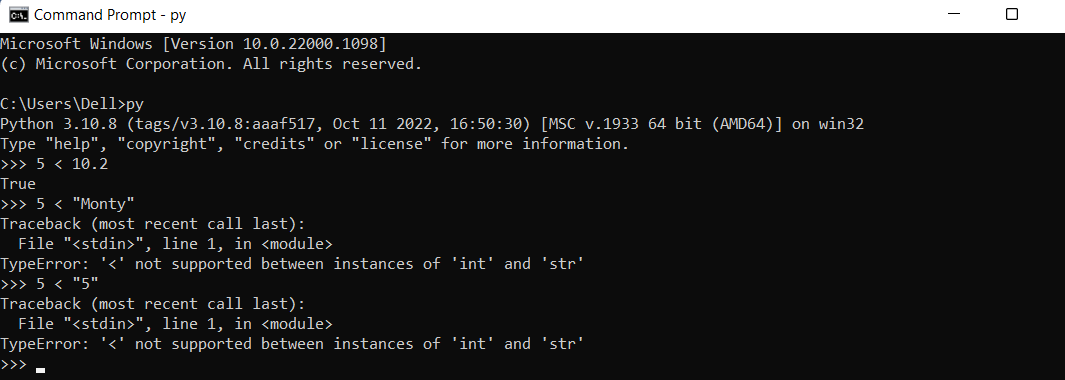 Command Prompt - py
Microsoft Windows [Version 10.0.22000.1098]
(c) Microsoft Corporation. All rights reserved.
C:\Users\Dell>py
Python 3.10.8 (tags/v3.10.8:aaaf517, Oct 11 2022, 16:50:30) [MSC v.1933 64 bit (AMD64)] on win32
Type "help", "copyright", "credits" or "license" for more information.
>>> 5 < 10.2
True
>>> 5 < "Monty"
Traceback (most recent call last):
  File "<stdin>", line 1, in <module>
TypeError: '<' not supported between instances of 'int' and 'str'
>>> 5 < "5"
Traceback (most recent call last):
  File "<stdin>", line 1, in <module>
TypeError: '<' not supported between instances of 'int' and 'str'
>>>